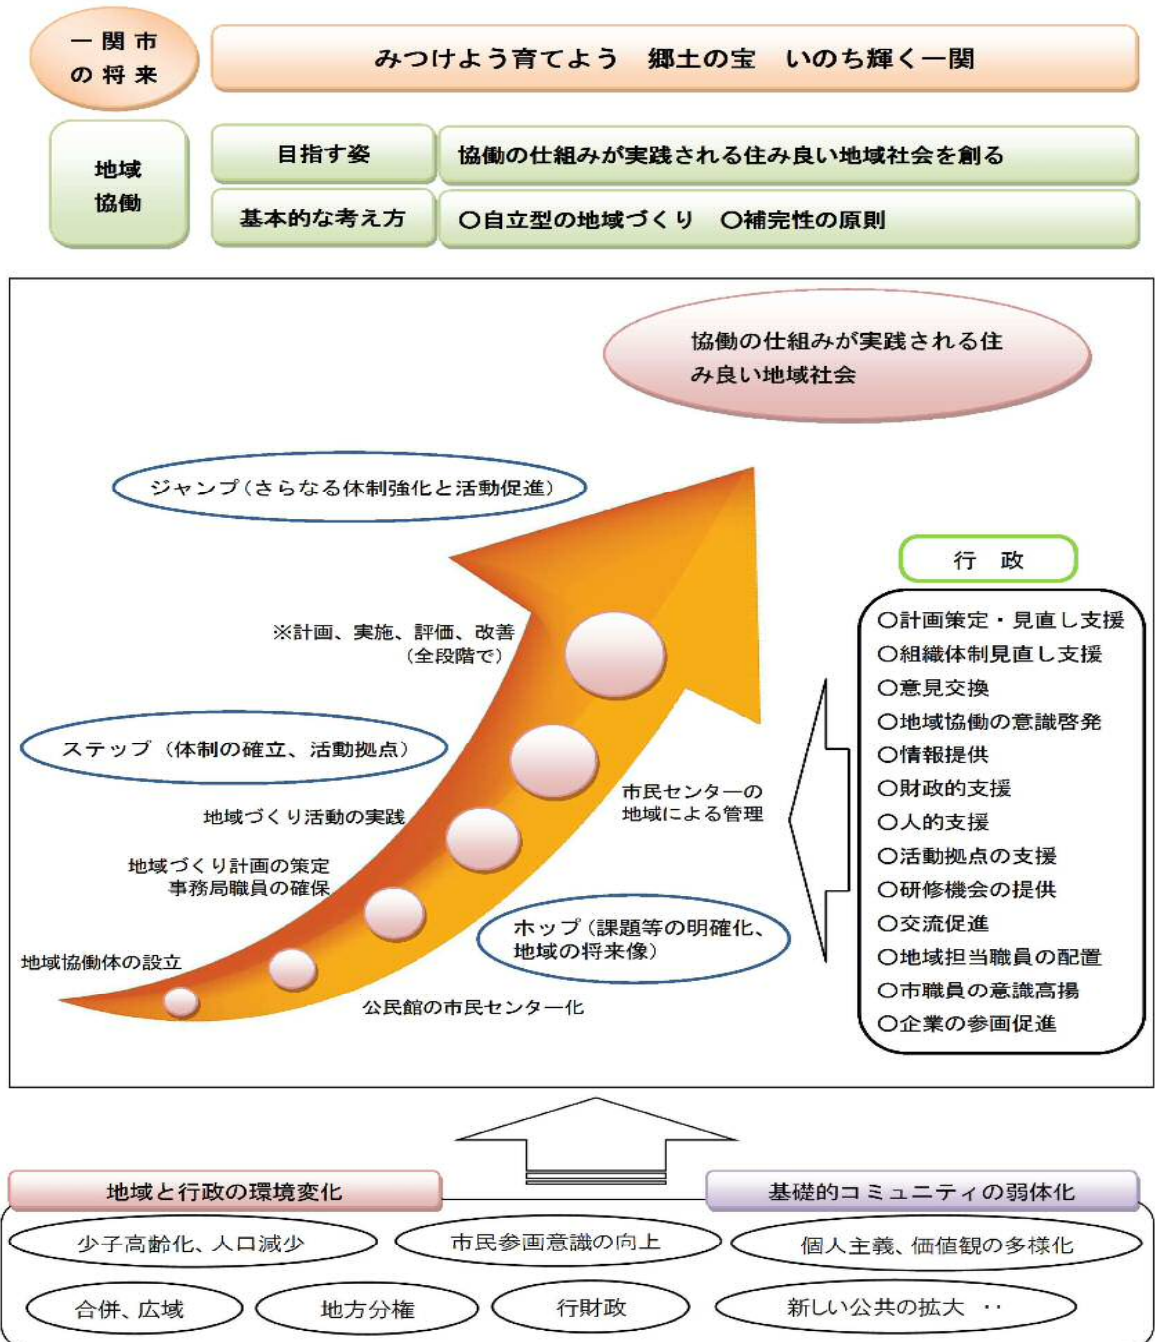 一関市
の将来
みつけよう育てよう　郷土の宝　いのち輝く一関
地域
協働
目指す姿
協働の仕組みが実践される住み良い地域社会を創る
基本的な考え方
〇自立型の地域づくり　〇補完性の原則
協働の仕組みが実践される住
み良い地域社会
ジャンプ（さらなる体制強化と活動促進）
※計画、実施、評価、改善
（全段階で）
ステップ（体制の確立、活動拠点）
地域づくり活動の実践
地域づくり計画の策定
事務局職員の確保
地域協働体の設立
市民センターの
地域による管理
ホップ（課題等の明確化、
地域の将来像）
公民館の市民センター化
行　政
〇計画策定・見直し支援
〇組織体制見直し支援
〇意見交換
〇地域協働の意識啓発
〇情報提供
〇財政的支援
〇人的支援
〇活動拠点の支援
〇研修機会の提供
〇交流促進
〇地域担当職員の配置
〇市職員の意識高揚
〇企業の参画促進
地域と行政の環境変化
基礎的コミュニティの弱体化
少子高齢化、人口減少
市民参画意識の向上
個人主義、価値観の多様化
合併、広域
地方分権
行財政
新しい公共の拡大　‥